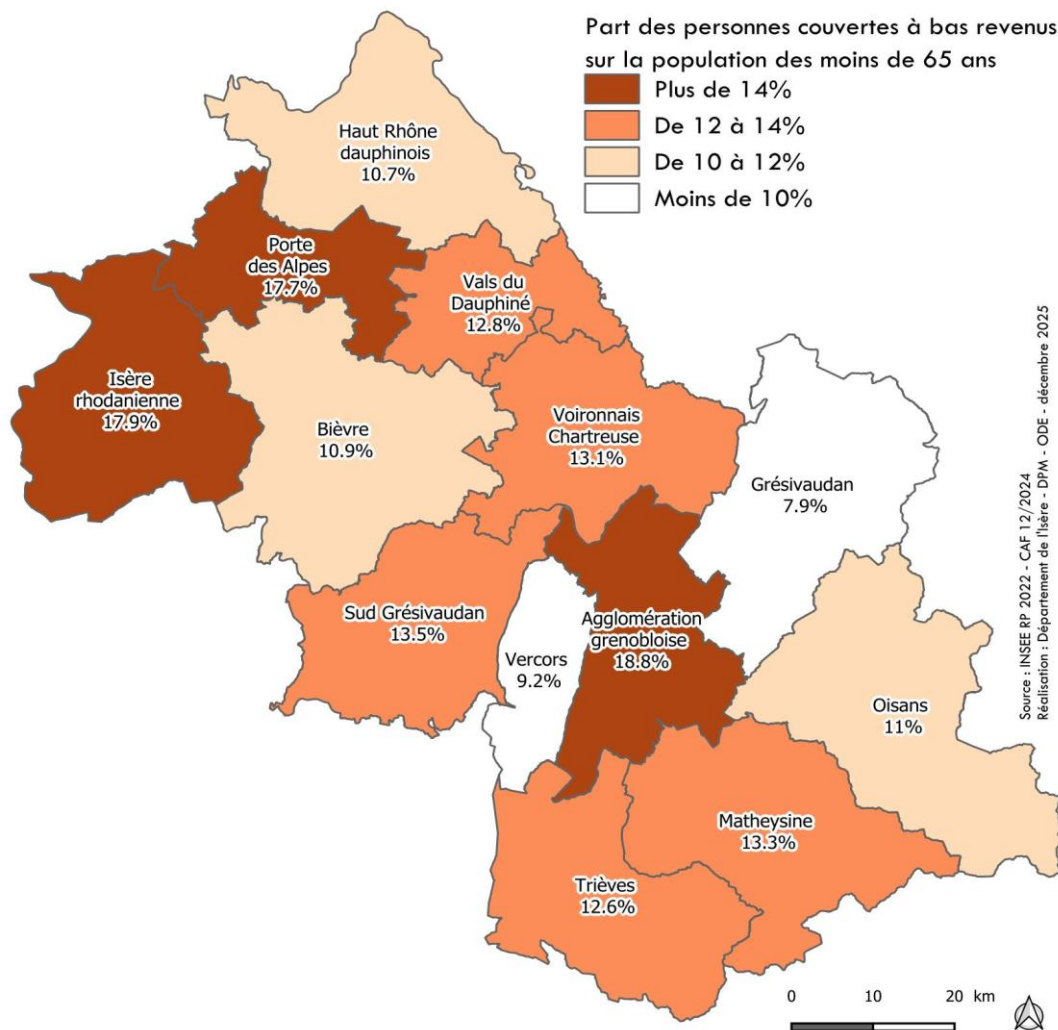 Part des personnes couvertes à bas revenus
sur la population des moins de 65 ans
Plus de 14%
De 12 à 14%
De 10 à 12%
Moins de 10%
Haut Rhône
dauphinois
10.7%
Porte
des Alpes
17.7%
Vals du
Dauphiné
12.8%
Isère
rhodanienne
17.9%
Bièvre
10.9%
Voironnais
Chartreuse
13.1%
Grésivaudan
7.9%
Sud Grésivaudan
13.5%
Vercors
9.2%
Agglomération
grenobloise
18.8%
Oisans
11%
Matheysine
13.3%
Trièves
12.6%
Source : INSEE RP 2022 - CAF 12/2024
Réalisation : Département de l'Isère - DPM - ODE - décembre 2025
0 10 20 km